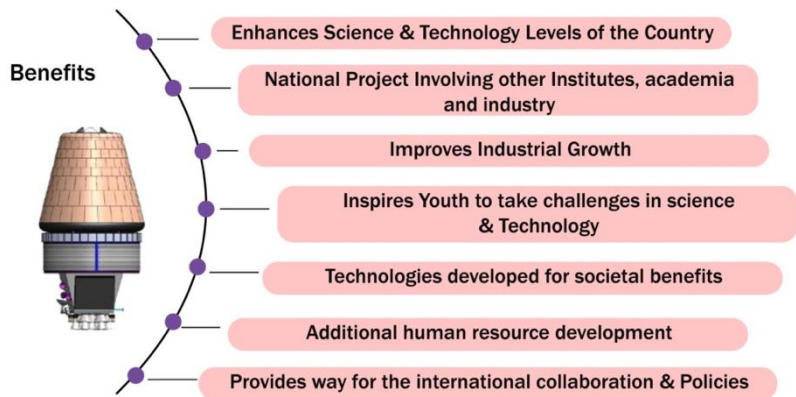 Enhances Science & Technology Levels of the Country
Benefits
National Project Involving other Institutes, academia
and industry
Improves Industrial Growth
Inspires Youth to take challenges in science
& Technology
Technologies developed for societal benefits
Additional human resource development
Provides way for the international collaboration & Policies